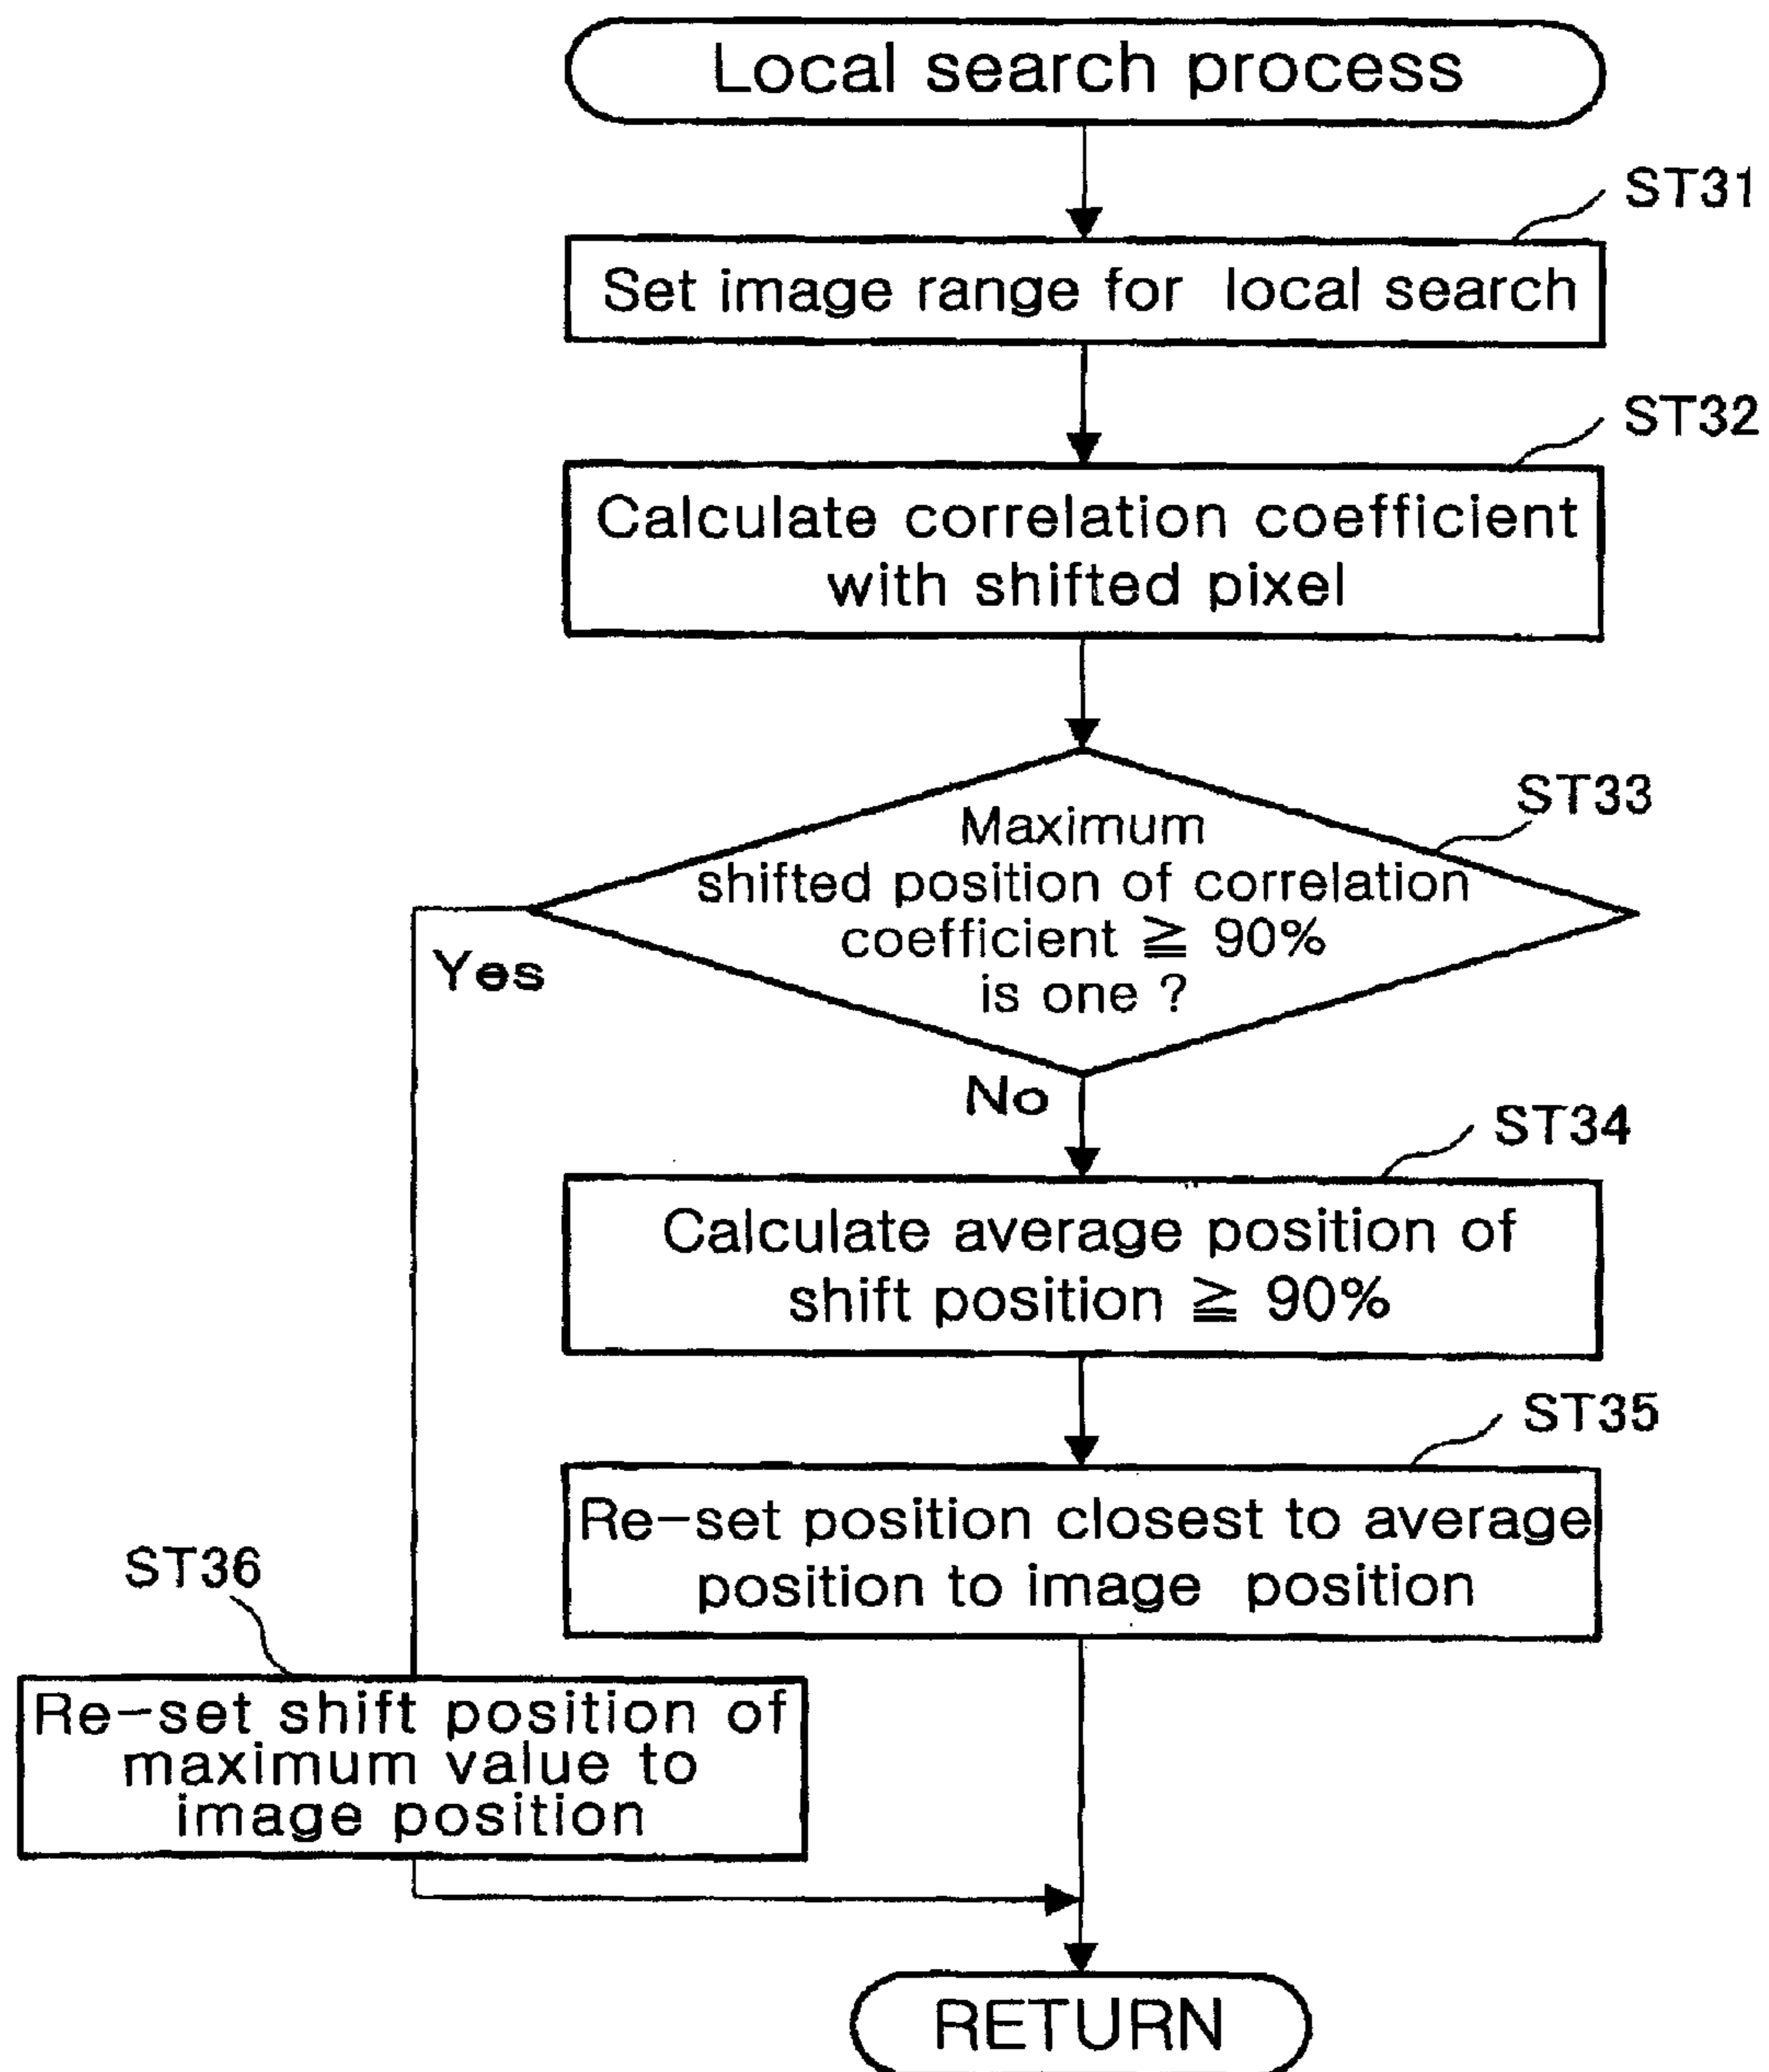 Local search process
ST31
Set image range for local search
ST32
Calculate correlation coefficient
with shifted pixel
ST33
Maximum
shifted position of correlation
coefficient ≧ 90%
is one ?
Yes
No
ST34
Calculate average position of
shift position ≧ 90%
ST35
Re-set position closest to average
position to image position
ST36
Re-set shift position of
maximum value to
image position
RETURN